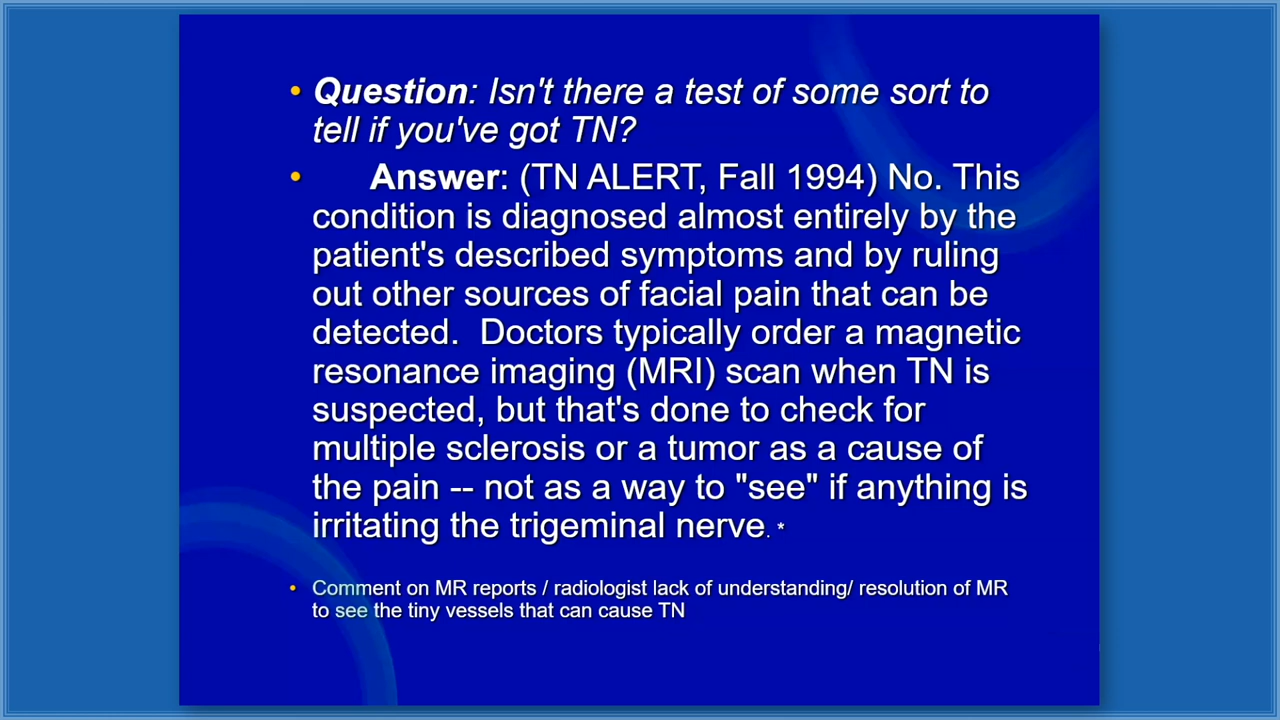 • Question: Isn't there a test of some sort to
tell if you've got TN?
• Answer: (TN ALERT, Fall 1994) No. This
condition is diagnosed almost entirely by the
patient's described symptoms and by ruling
out other sources of facial pain that can be
detected.  Doctors typically order a magnetic
resonance imaging (MRI) scan when TN is
suspected, but that's done to check for
multiple sclerosis or a tumor as a cause of
the pain -- not as a way to "see" if anything is
irritating the trigeminal nerve. *
• Comment on MR reports / radiologist lack of understanding/ resolution of MR
to see the tiny vessels that can cause TN